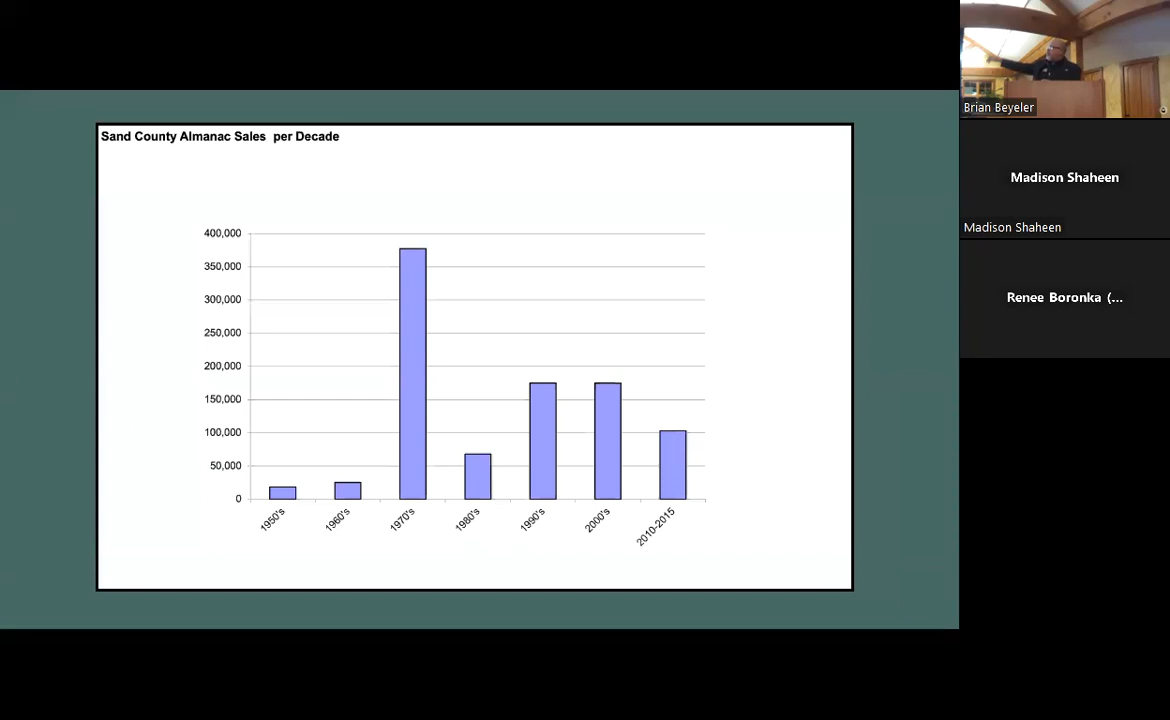 Sand County Almanac Sales  per Decade
400,000
350,000
300,000
250,000
200,000
150,000
100,000
50,000
0
1950's
1960's
1970's
1980's
1990's
2000's
2010-2015
Brian Beyeler
Madison Shaheen
Madison Shaheen
Renee Boronka (...